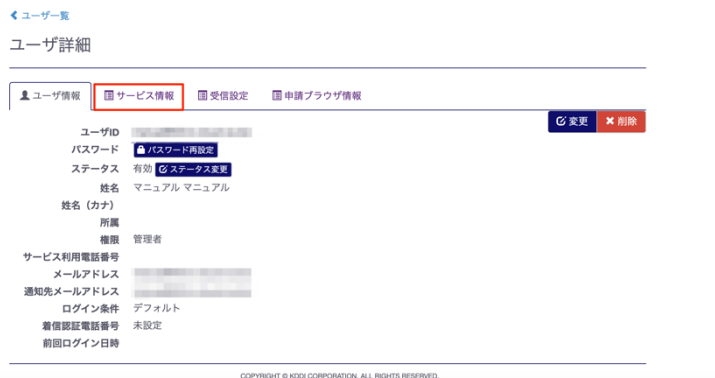 ユーザ一覧
ユーザ詳細
ユーザ情報 サービス情報 受信設定 申請ブラウザ情報
変更 削除
ユーザID
パスワード パスワード再設定
ステータス 有効 ステータス変更
姓名 マニュアル マニュアル
姓名（カナ）
所属
権限 管理者
サービス利用電話番号
メールアドレス
通知先メールアドレス
ログイン条件 デフォルト
着信認証電話番号 未設定
前回ログイン日時
COPYRIGHT © KDDI CORPORATION. ALL RIGHTS RESERVED.